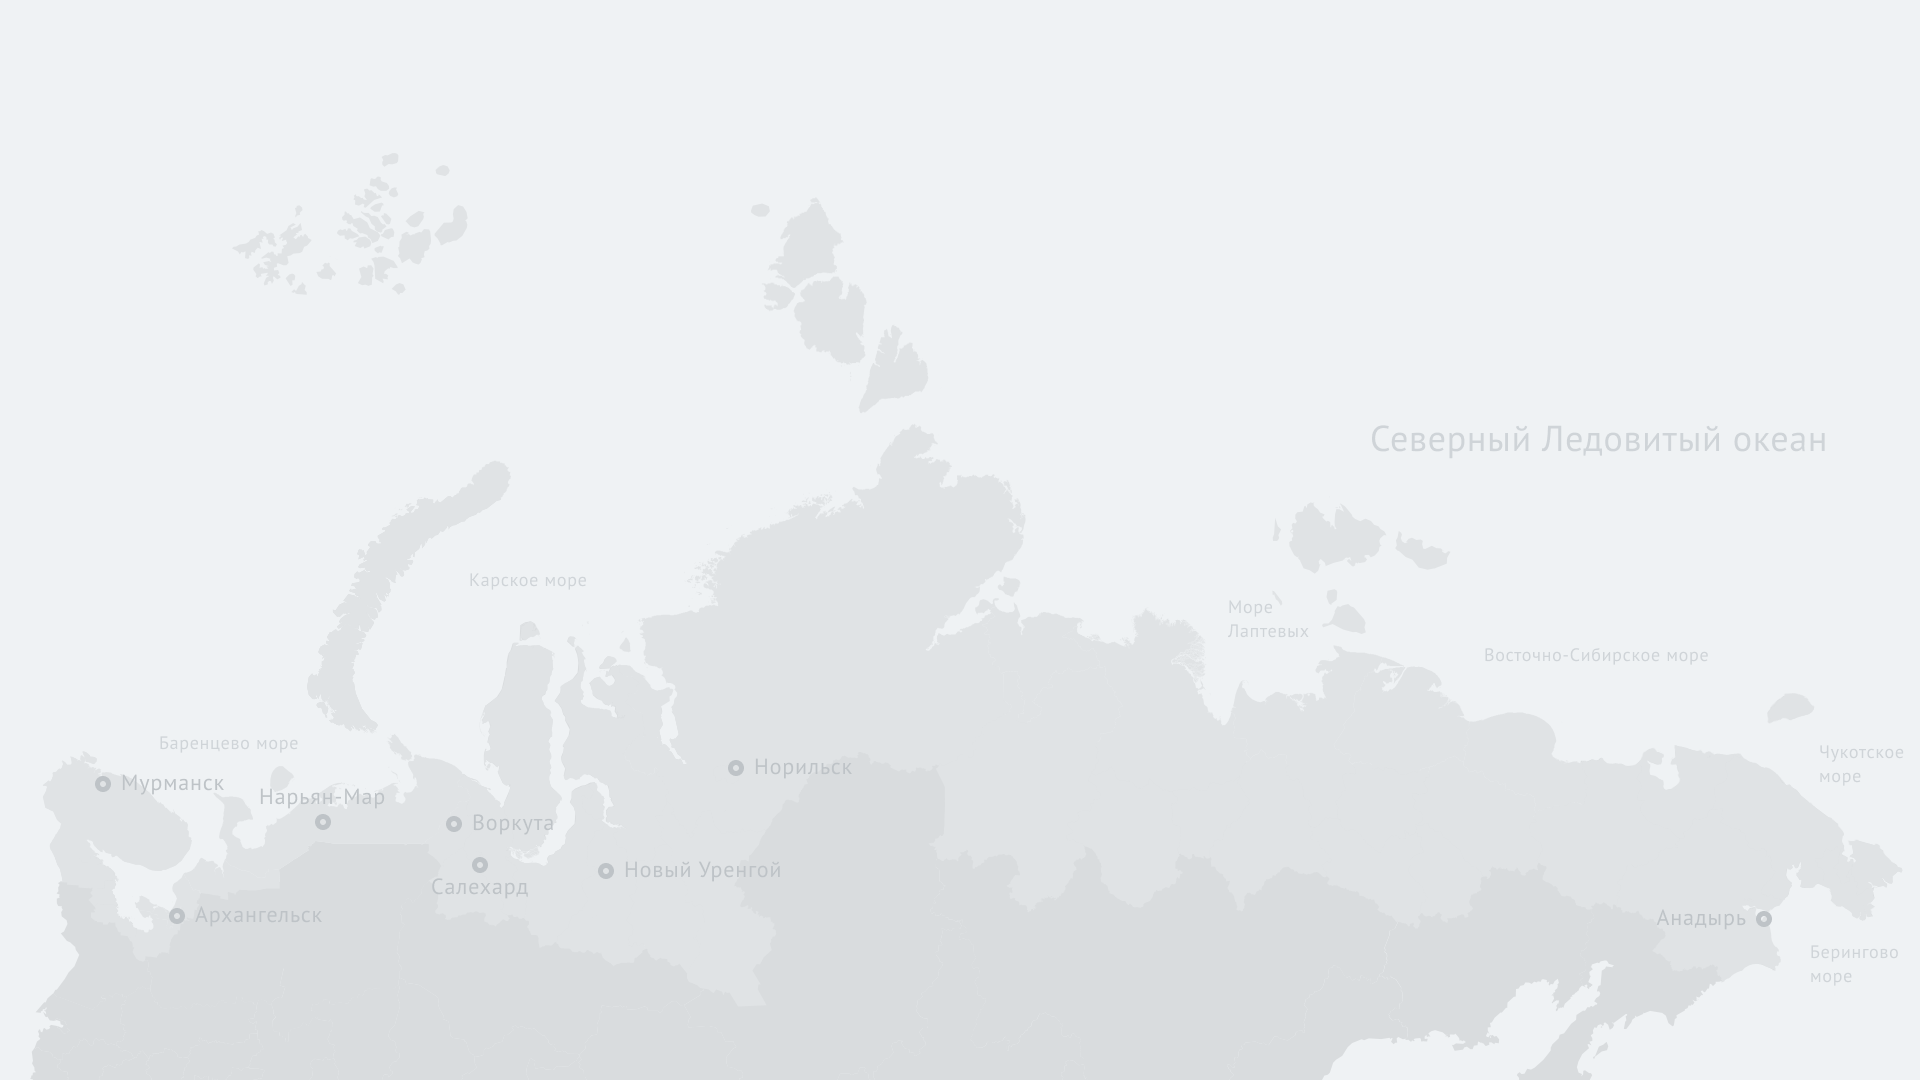 Северный Ледовитый океан
Карское море
Море
Лаптевых
Восточно-Сибирское море
Баренцево море
Чукотское
море
Норильск
Мурманск
Нарьян-Мар
Воркута
Новый Уренгой
Салехард
Архангельск
Анадырь
Берингово
море